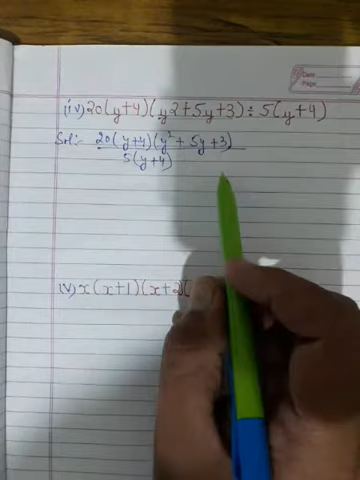 Date
Page
(iv) 20(y+4)(y2+5y+3)÷5(y+4)
Sol:- 20(y+4)(y²+5y+3)
5(y+4)
(v) x(x+1)(x+2)(